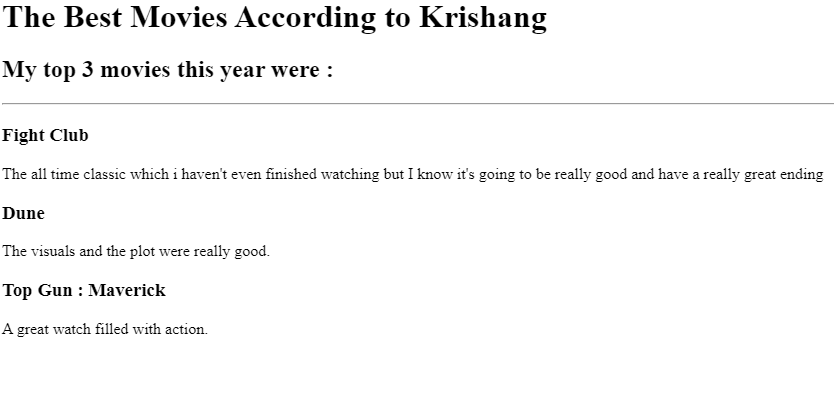 The Best Movies According to Krishang
My top 3 movies this year were :
Fight Club
The all time classic which i haven't even finished watching but I know it's going to be really good and have a really great ending
Dune
The visuals and the plot were really good.
Top Gun : Maverick
A great watch filled with action.